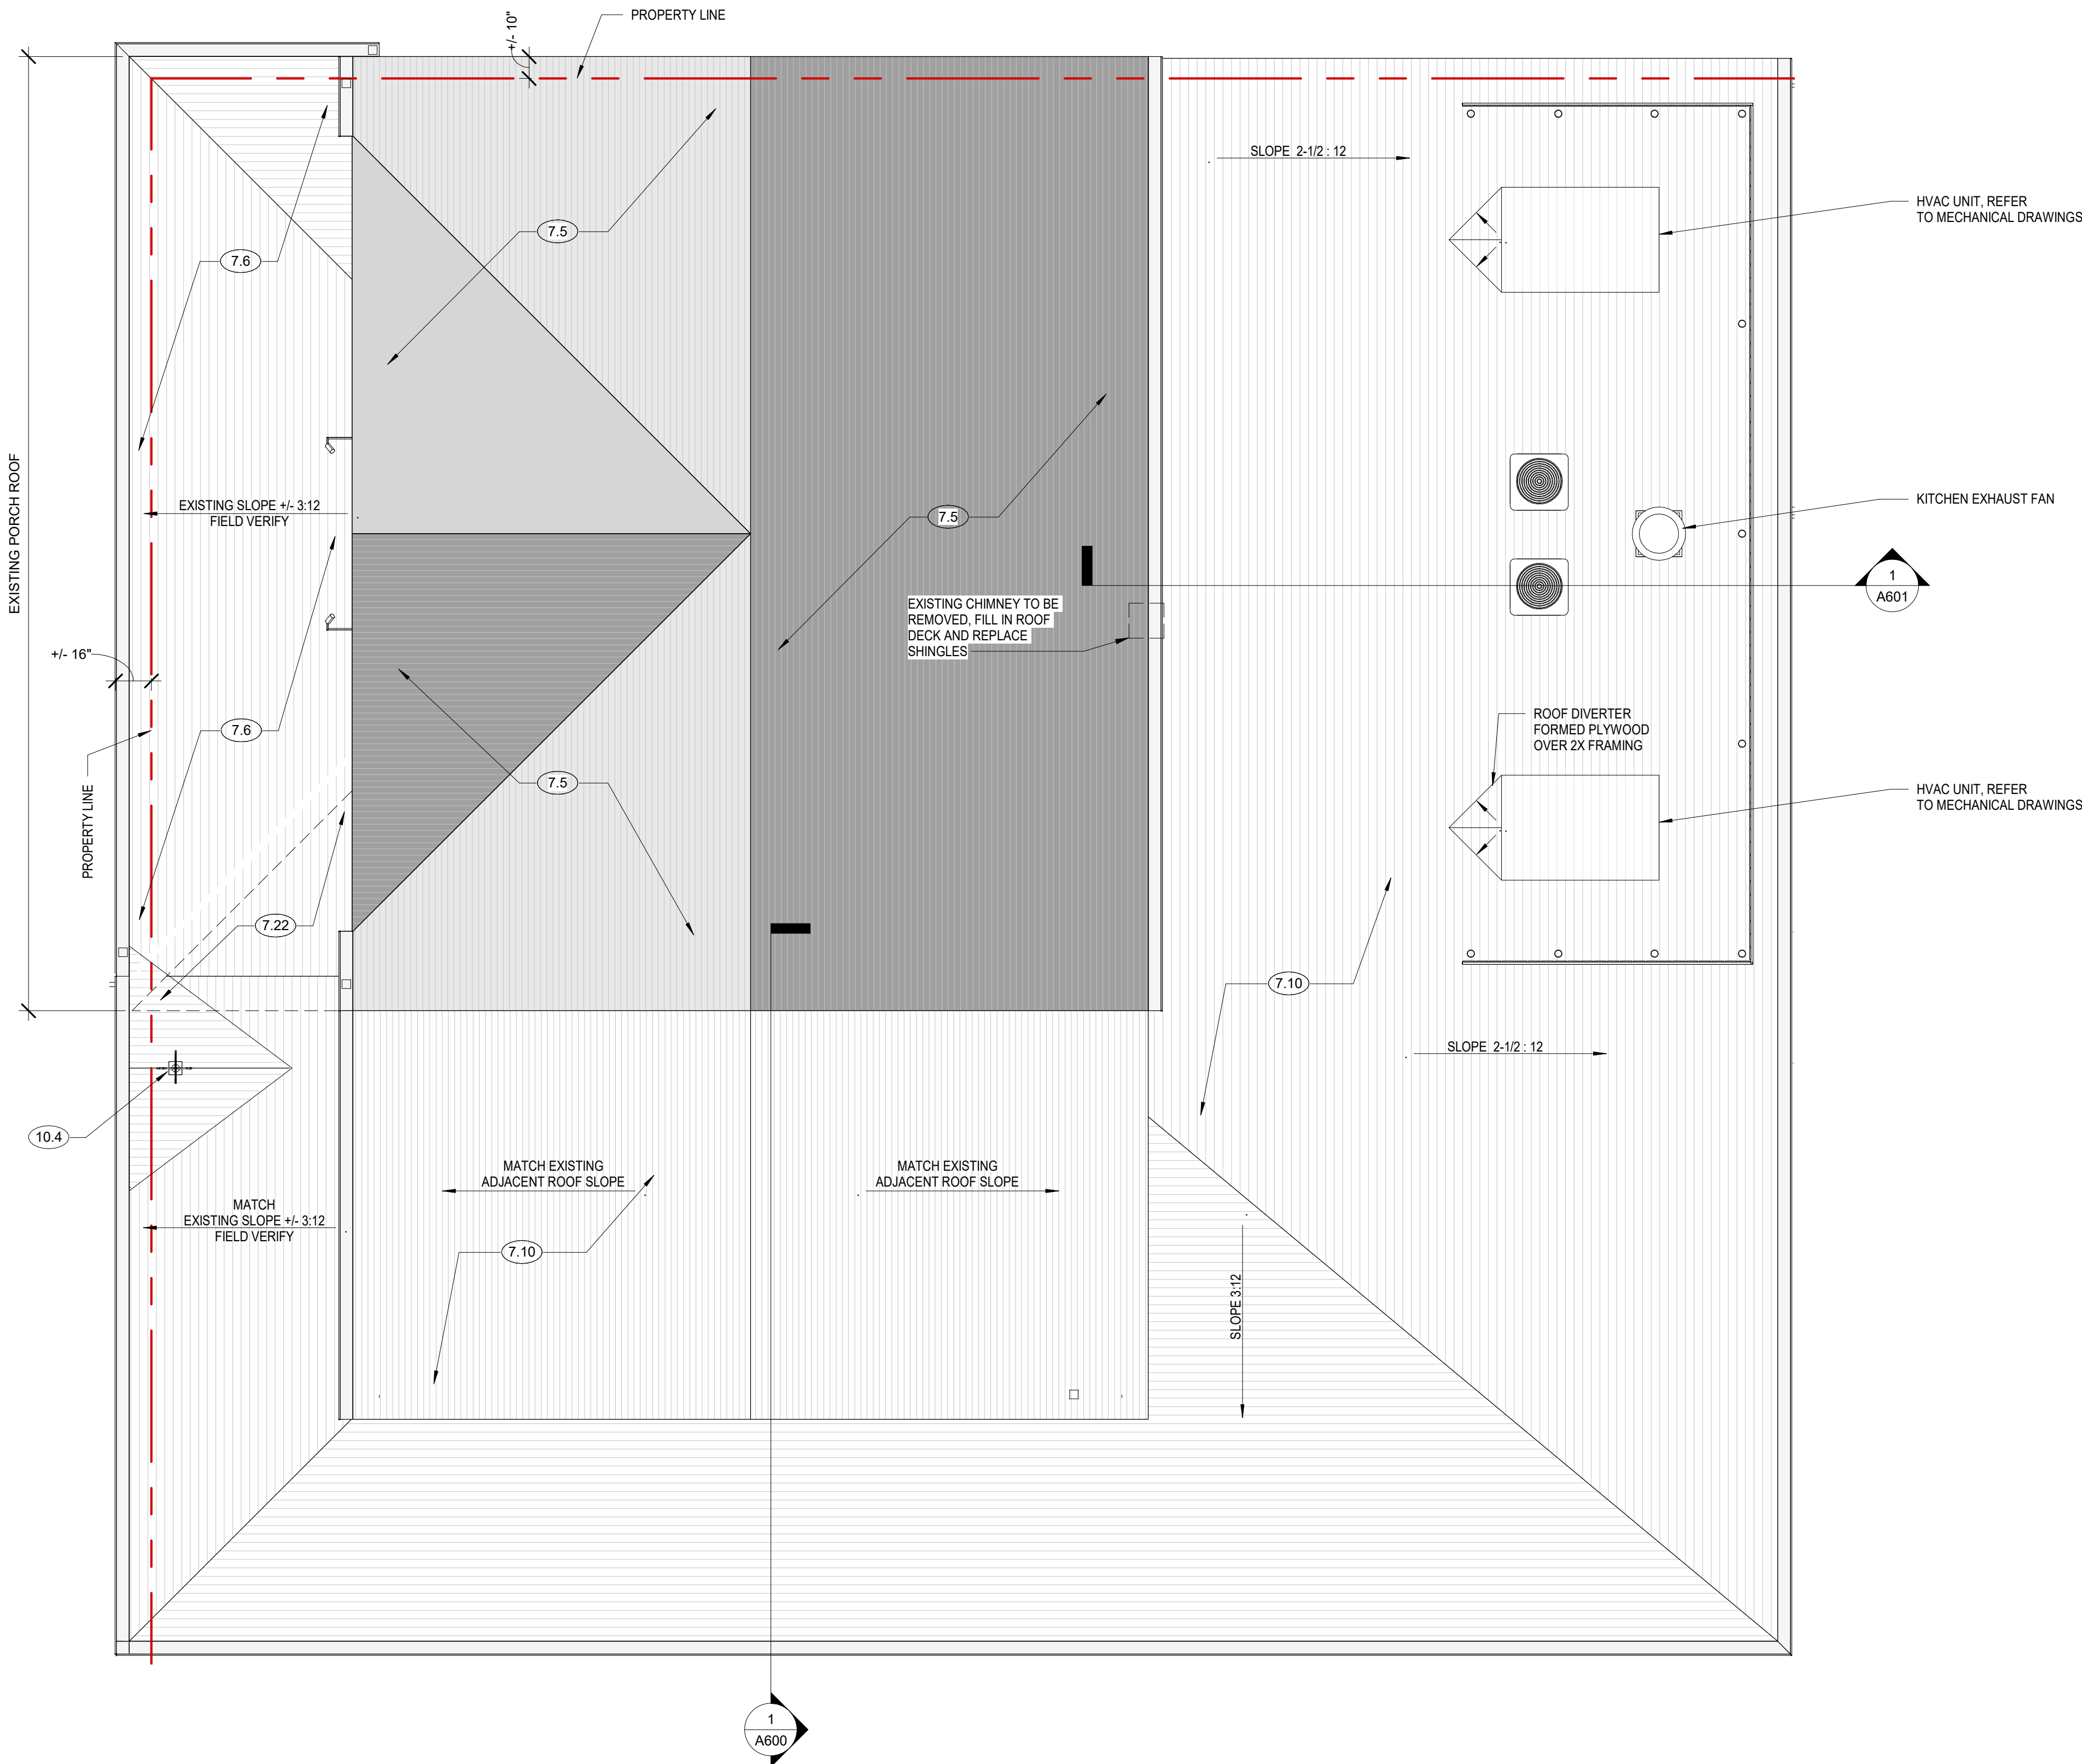 PROPERTY LINE
+/- 10"
SLOPE 2-1/2 : 12
HVAC UNIT, REFER
TO MECHANICAL DRAWINGS
7.5
7.6
EXISTING PORCH ROOF
EXISTING SLOPE +/- 3:12
FIELD VERIFY
7.5
KITCHEN EXHAUST FAN
1
A601
EXISTING CHIMNEY TO BE
REMOVED, FILL IN ROOF
DECK AND REPLACE
SHINGLES
+/- 16"
7.6
ROOF DIVERTER
FORMED PLYWOOD
OVER 2X FRAMING
7.5
HVAC UNIT, REFER
TO MECHANICAL DRAWINGS
PROPERTY LINE
7.22
7.10
SLOPE 2-1/2 : 12
10.4
MATCH EXISTING
ADJACENT ROOF SLOPE
MATCH EXISTING
ADJACENT ROOF SLOPE
MATCH
EXISTING SLOPE +/- 3:12
FIELD VERIFY
7.10
SLOPE 3:12
1
A600